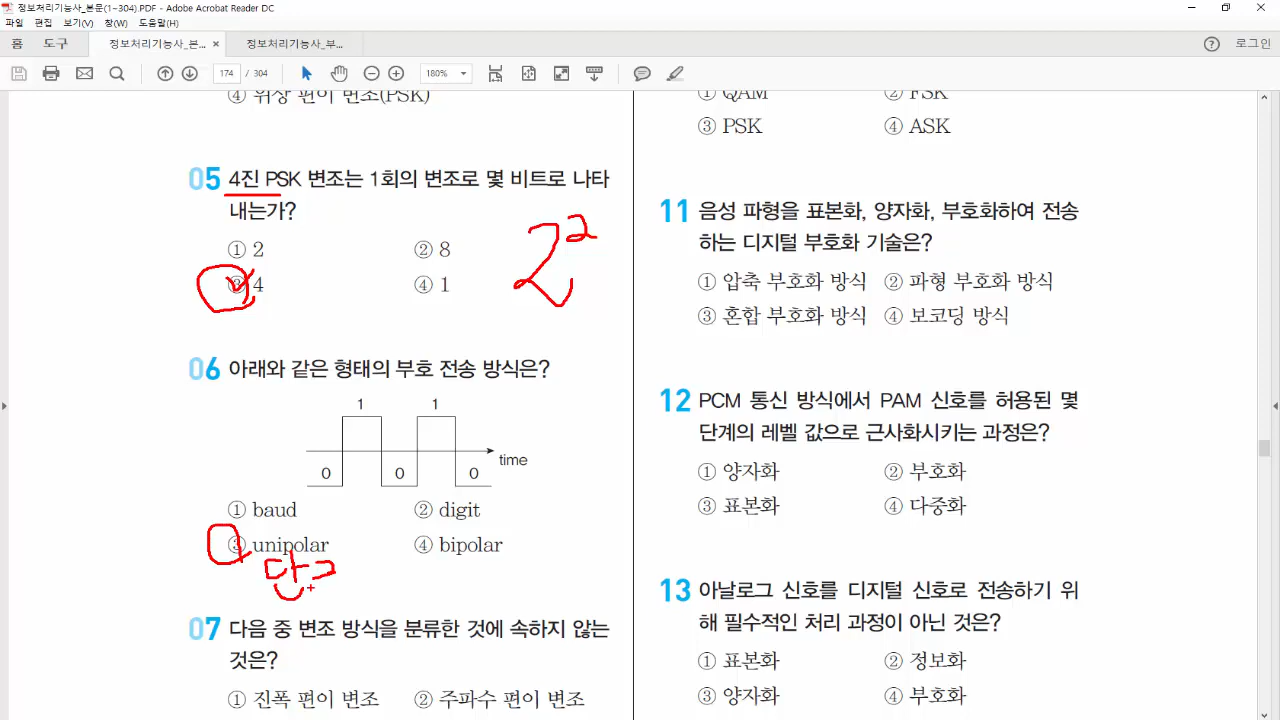 정보처리기능사_본문(1~304).PDF - Adobe Acrobat Reader DC
파일 편집 보기(V) 창(W) 도움말(H)
홈 도구 정보처리기능사_본... × 정보처리기능사_부... 로그인
174 / 304 180%
④ 위상 편이 변조(PSK)
05 4진 PSK 변조는 1회의 변조로 몇 비트로 나타
내는가?
① 2 ② 8
③ 4 ④ 1
2²
06 아래와 같은 형태의 부호 전송 방식은?
1 1
0 0 0 time
① baud ② digit
③ unipolar ④ bipolar
07 다음 중 변조 방식을 분류한 것에 속하지 않는
것은?
① 진폭 편이 변조 ② 주파수 편이 변조
① QAM ② FSK
③ PSK ④ ASK
11 음성 파형을 표본화, 양자화, 부호화하여 전송
하는 디지털 부호화 기술은?
① 압축 부호화 방식 ② 파형 부호화 방식
③ 혼합 부호화 방식 ④ 보코딩 방식
12 PCM 통신 방식에서 PAM 신호를 허용된 몇
단계의 레벨 값으로 근사화시키는 과정은?
① 양자화 ② 부호화
③ 표본화 ④ 다중화
13 아날로그 신호를 디지털 신호로 전송하기 위
해 필수적인 처리 과정이 아닌 것은?
① 표본화 ② 정보화
③ 양자화 ④ 부호화